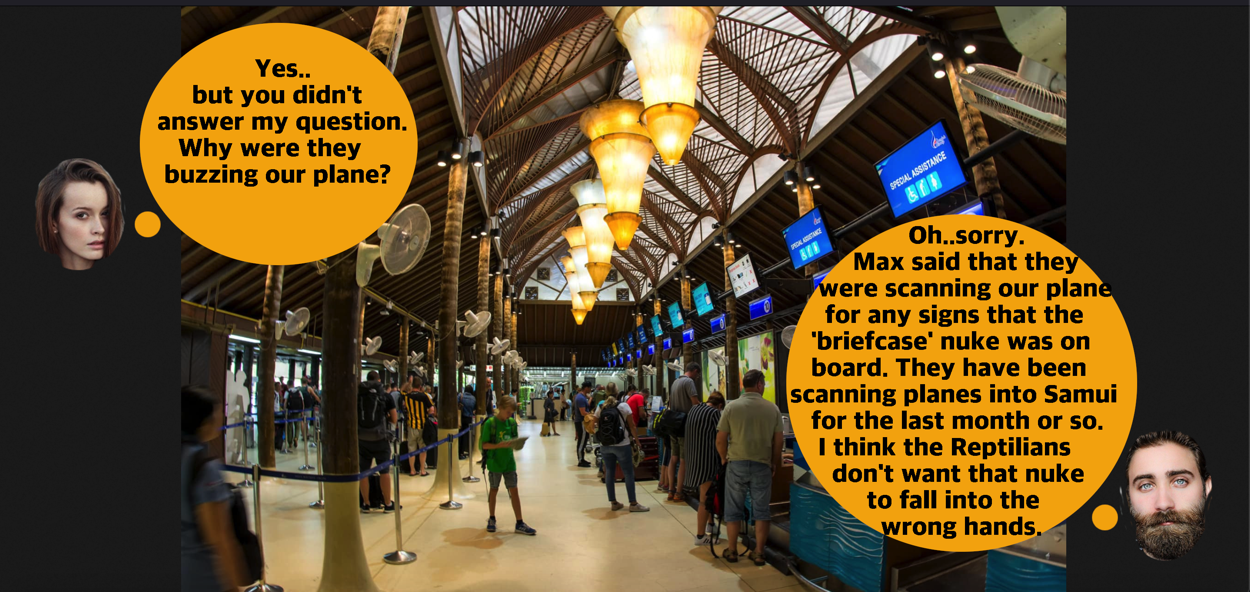 Yes..
but you didn't
answer my question.
Why were they
buzzing our plane?
SPECIAL ASSISTANCE
SPECIAL ASSISTANCE
Oh..sorry.
Max said that they
were scanning our plane
for any signs that the
'briefcase' nuke was on
board. They have been
scanning planes into Samui
for the last month or so.
I think the Reptilians
don't want that nuke
to fall into the
wrong hands.